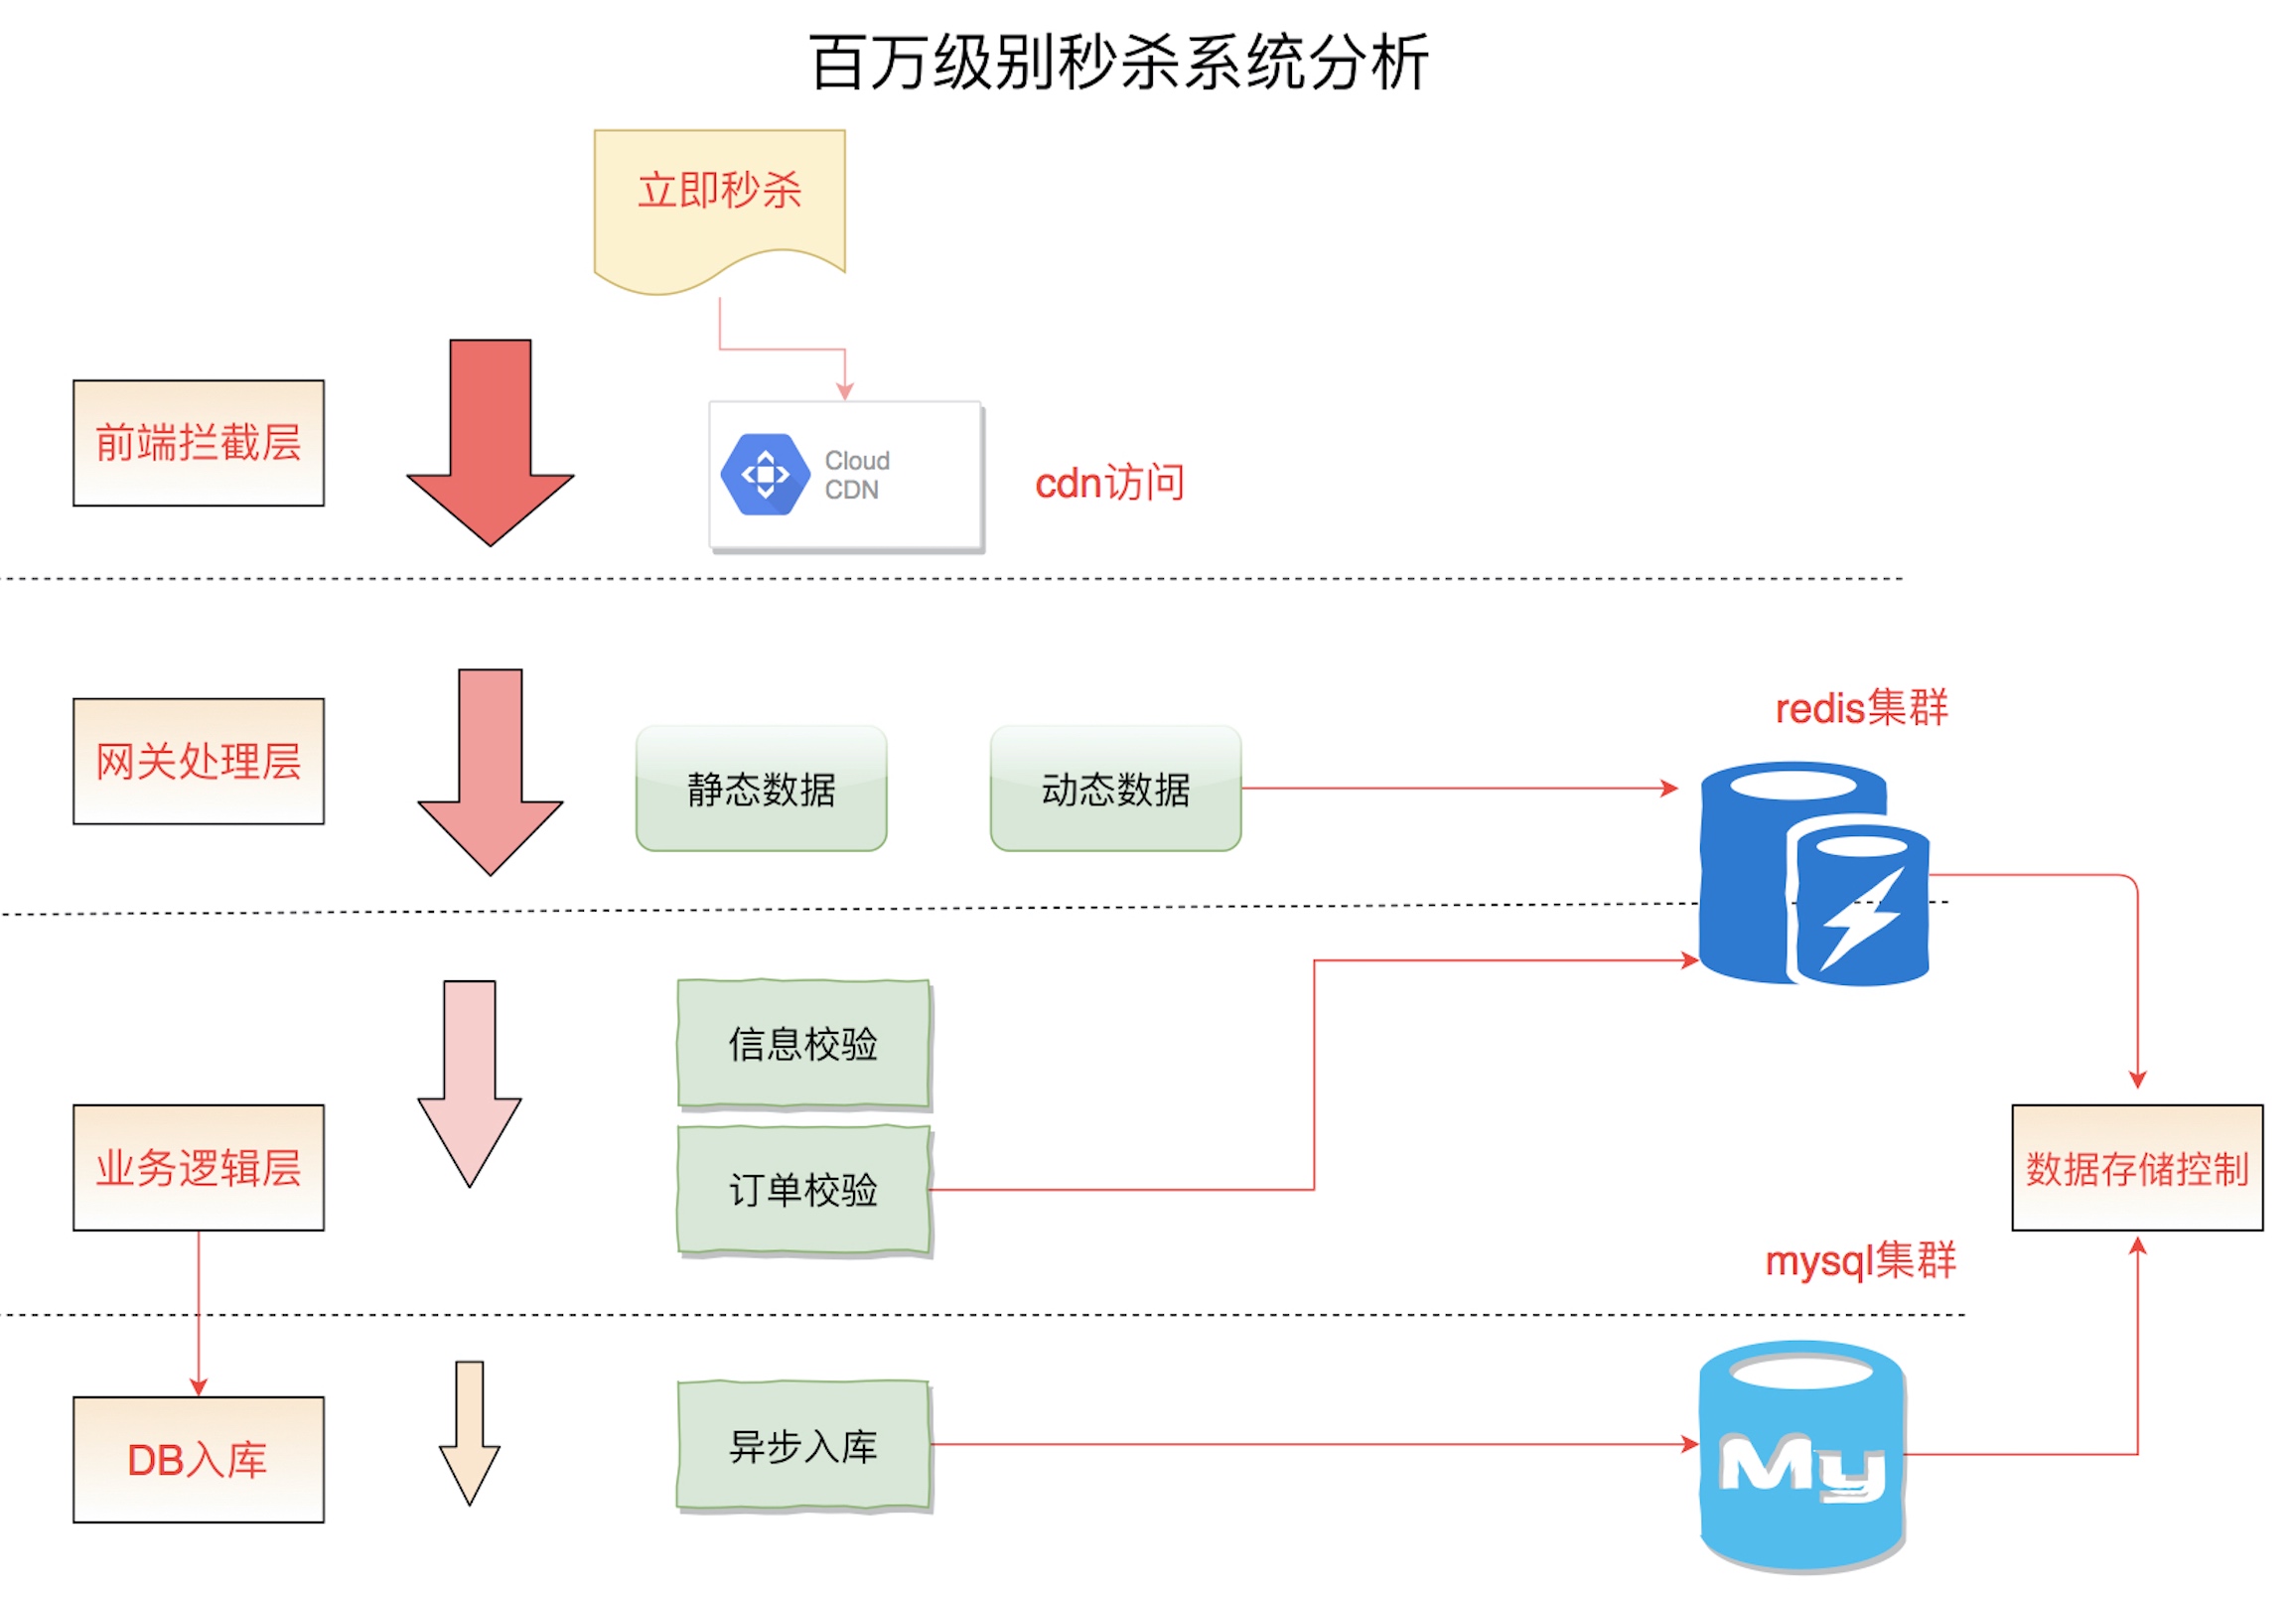 百万级别秒杀系统分析
立即秒杀
前端拦截层
Cloud
CDN
cdn访问
网关处理层
静态数据
动态数据
redis集群
信息校验
业务逻辑层
订单校验
数据存储控制
mysql集群
DB入库
异步入库
My